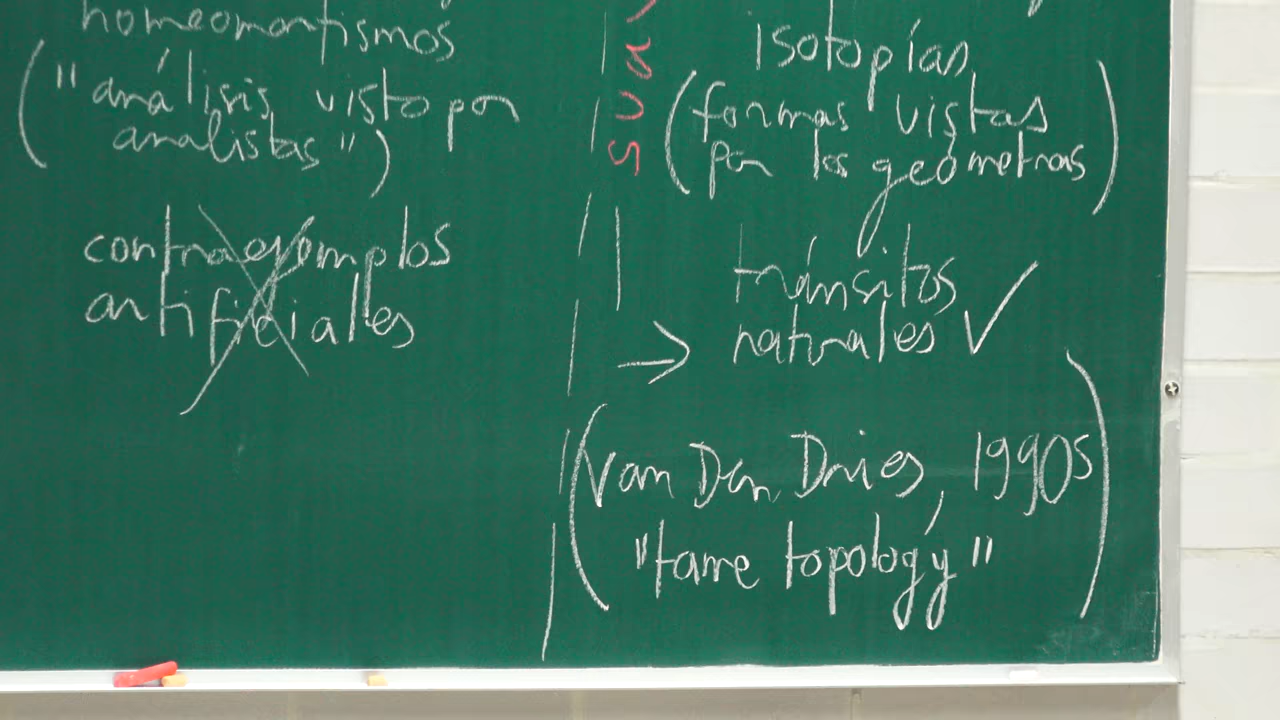 homeomorfismos
("análisis visto por
analistas")
contraejemplos
artificiales
isotopías
(formas vistas
por los geómetras)
tránsitos
→ naturales ✓
(Van Den Dries, 1990s
"tame topology")